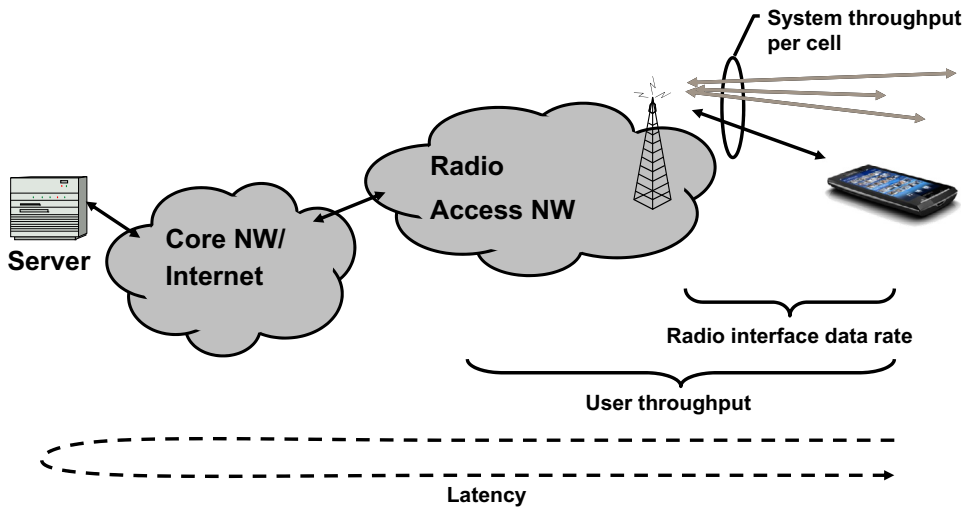 System throughput
per cell
Radio
Access NW
Core NW/
Internet
Server
Radio interface data rate
User throughput
Latency